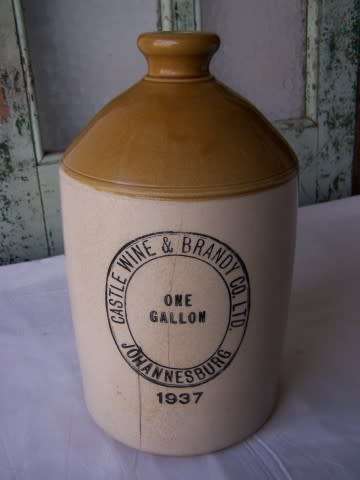 CASTLE WINE & BRANDY CO. LTD.
ONE
GALLON
JOHANNESBURG
1937